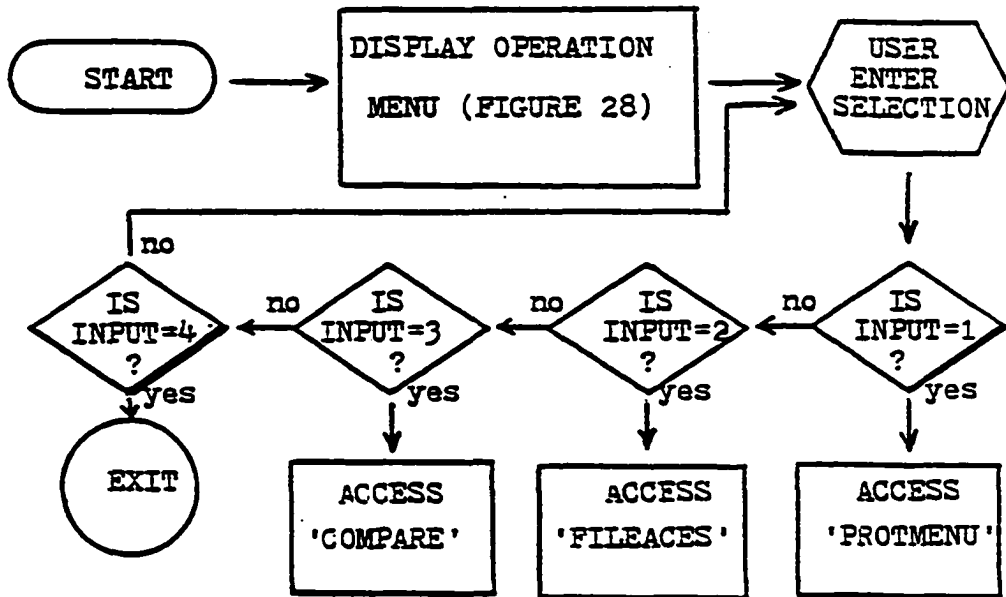 START
DISPLAY OPERATION
MENU (FIGURE 28)
USER
ENTER
SELECTION
no
IS
INPUT=4
?
yes
no
IS
INPUT=3
?
yes
no
IS
INPUT=2
?
yes
no
IS
INPUT=1
?
yes
EXIT
ACCESS
'COMPARE'
ACCESS
'FILEACES'
ACCESS
'PROTMENU'